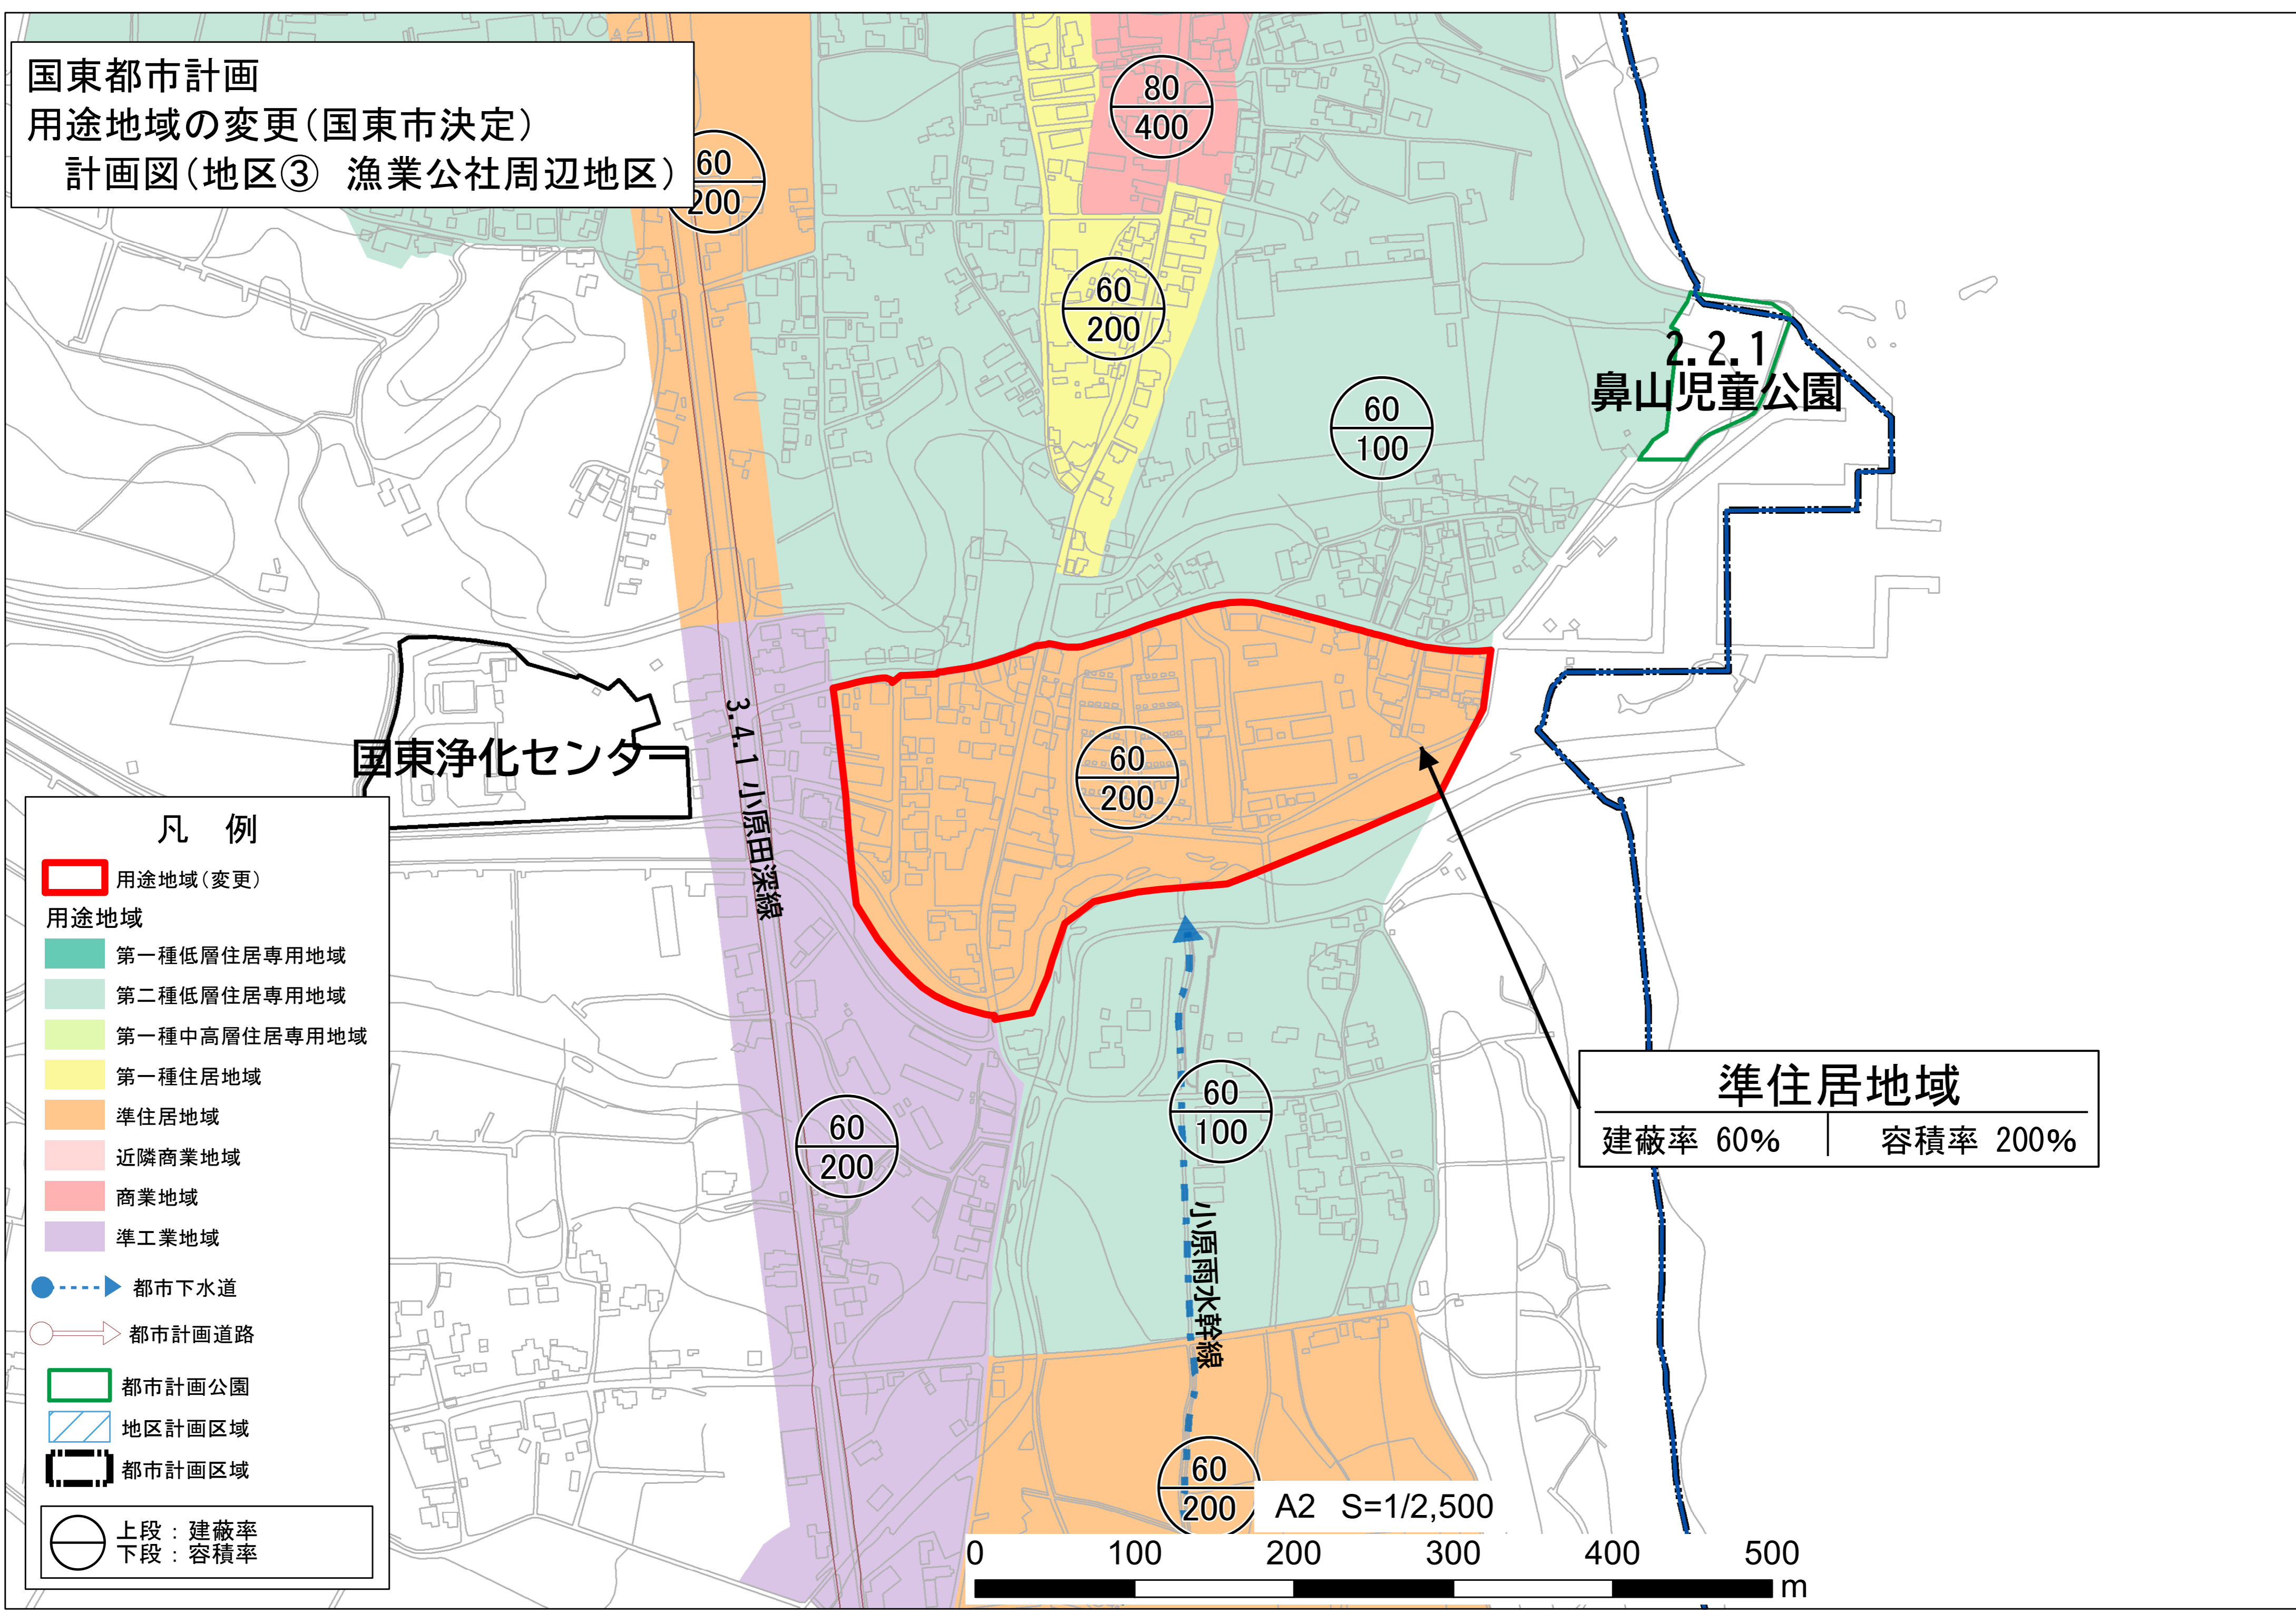 国東都市計画
用途地域の変更(国東市決定)
計画図(地区③ 漁業公社周辺地区)
60
200
80
400
60
200
60
100
2.2.1
鼻山児童公園
国東浄化センター
3.4.1 小原田深線
60
200
60
200
60
100
小原雨水幹線
60
200
準住居地域
建蔽率 60%
容積率 200%
凡 例
用途地域(変更)
用途地域
第一種低層住居専用地域
第二種低層住居専用地域
第一種中高層住居専用地域
第一種住居地域
準住居地域
近隣商業地域
商業地域
準工業地域
都市下水道
都市計画道路
都市計画公園
地区計画区域
都市計画区域
上段:建蔽率
下段:容積率
A2 S=1/2,500
0 100 200 300 400 500
m